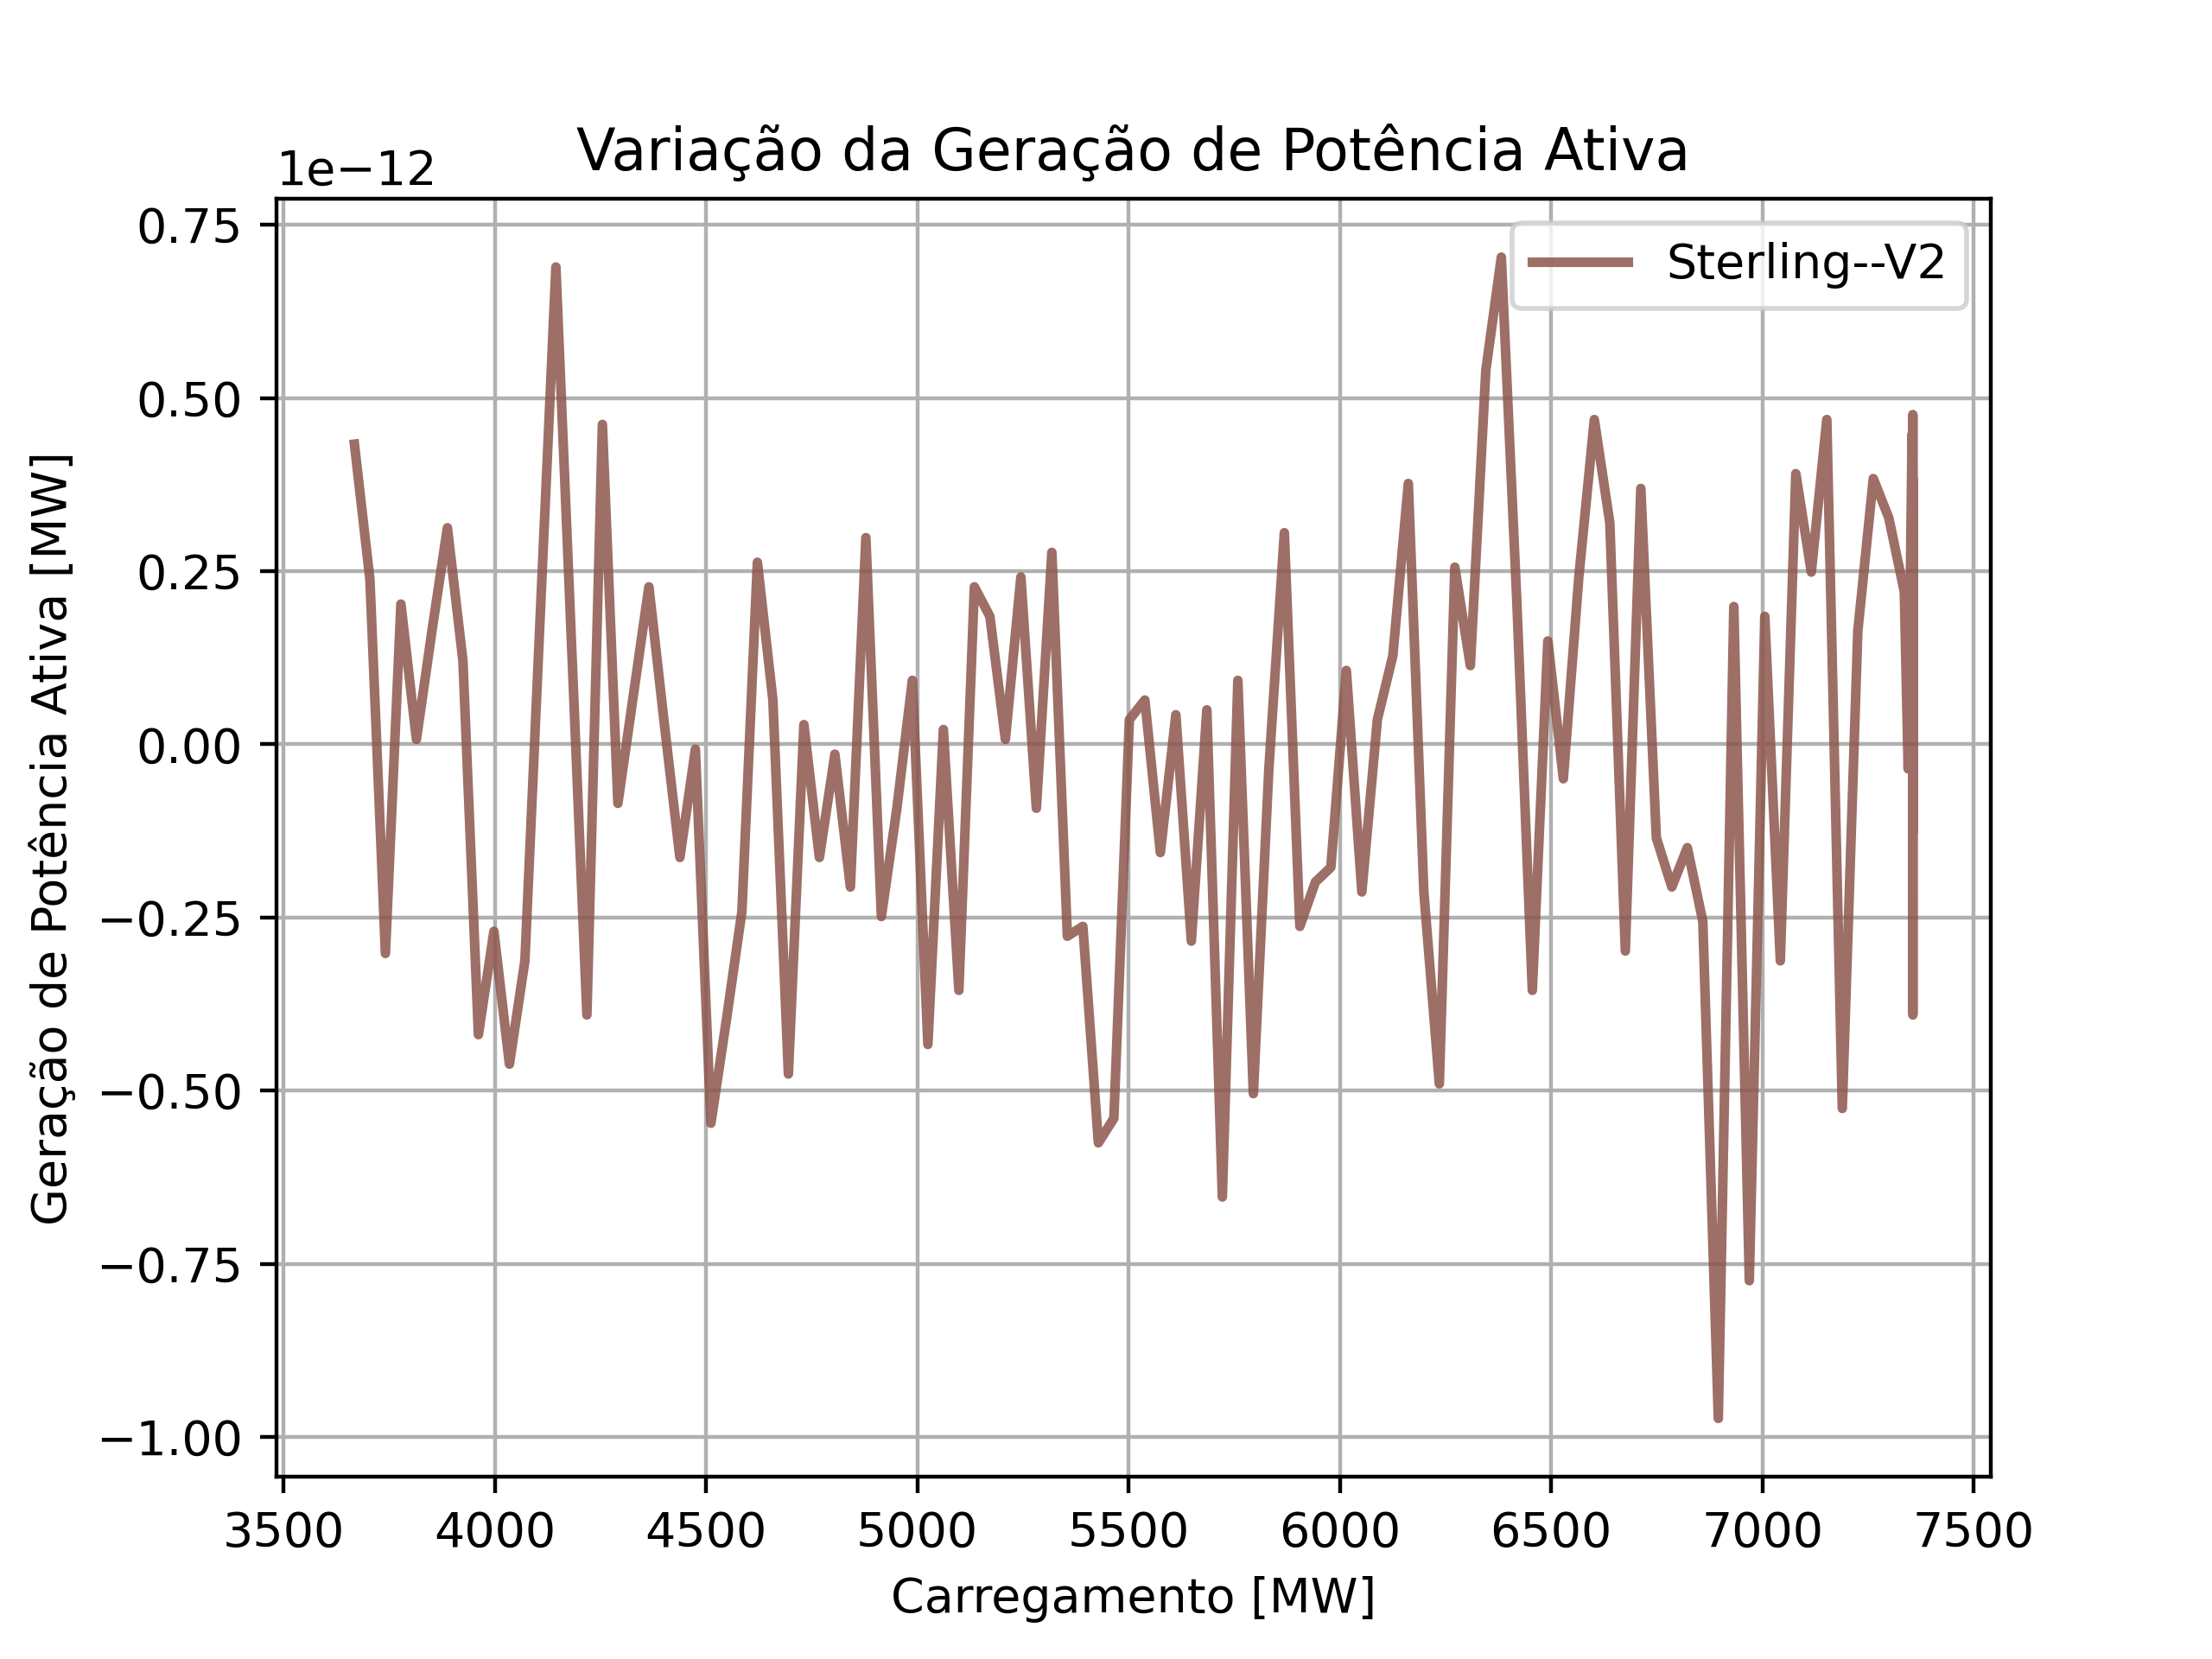 Variação da Geração de Potência Ativa
1e−12
Sterling--V2
Geração de Potência Ativa [MW]
0.75
0.50
0.25
0.00
−0.25
−0.50
−0.75
−1.00
3500 4000 4500 5000 5500 6000 6500 7000 7500
Carregamento [MW]